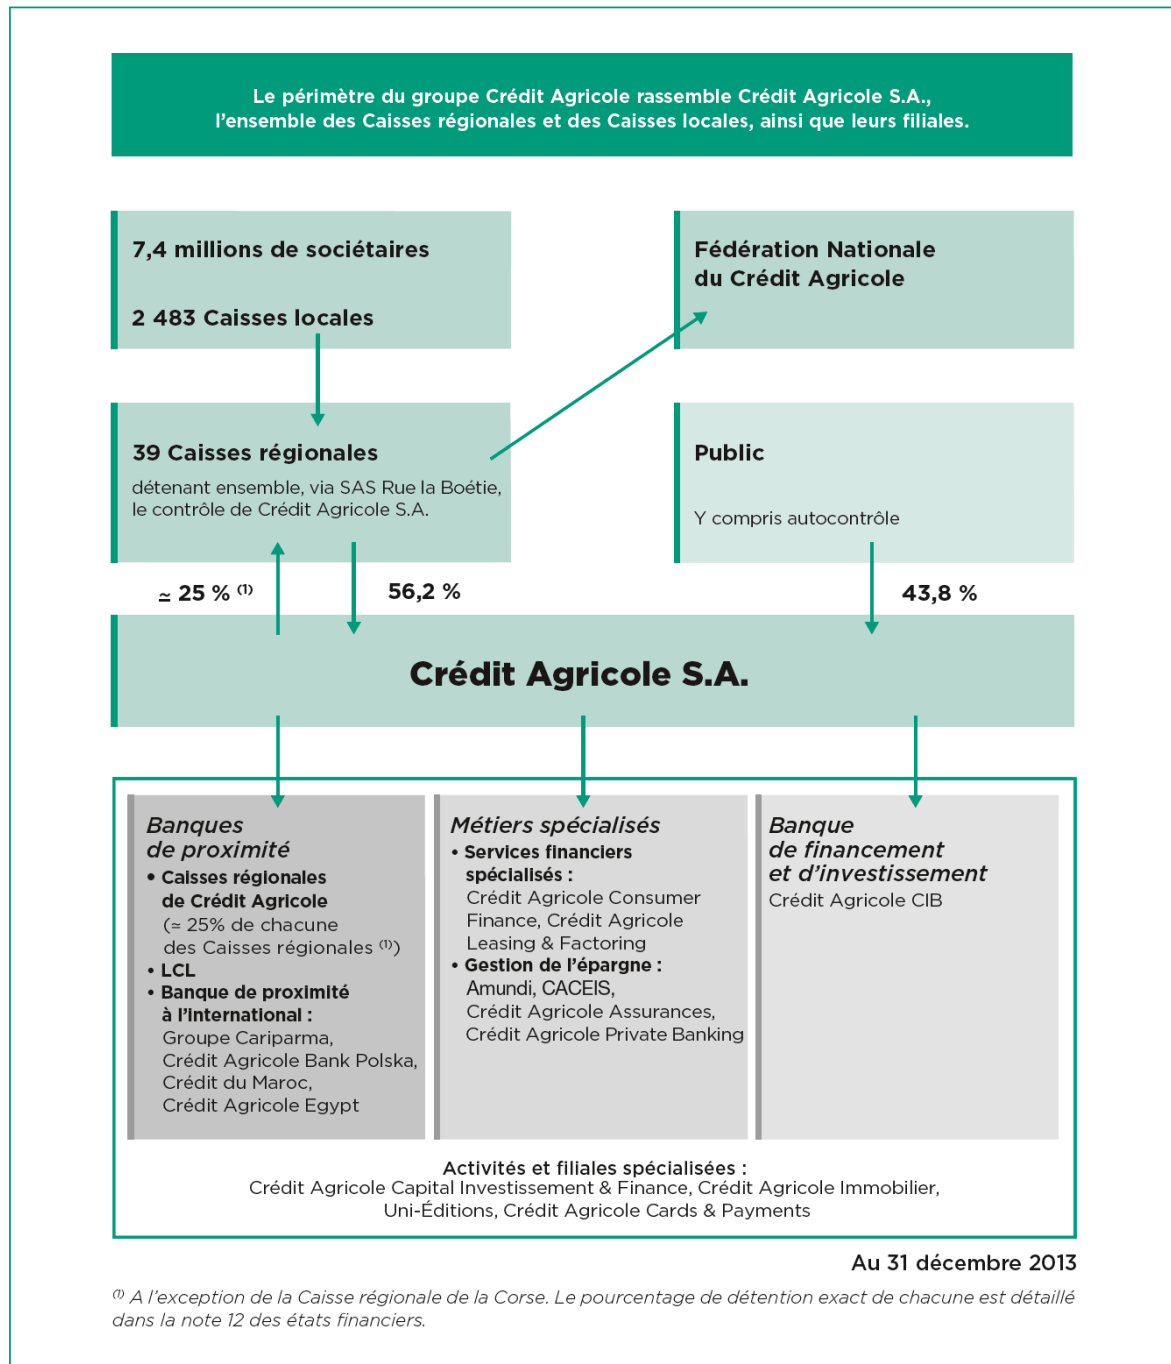 Le périmètre du groupe Crédit Agricole rassemble Crédit Agricole S.A.,
l'ensemble des Caisses régionales et des Caisses locales, ainsi que leurs filiales.
7,4 millions de sociétaires
2 483 Caisses locales
Fédération Nationale
du Crédit Agricole
39 Caisses régionales
détenant ensemble, via SAS Rue la Boétie,
le contrôle de Crédit Agricole S.A.
Public
Y compris autocontrôle
≃ 25 % (1)
56,2 %
43,8 %
Crédit Agricole S.A.
Banques
de proximité
• Caisses régionales
de Crédit Agricole
(≃ 25% de chacune
des Caisses régionales (1))
• LCL
• Banque de proximité
à l'international :
Groupe Cariparma,
Crédit Agricole Bank Polska,
Crédit du Maroc,
Crédit Agricole Egypt
Métiers spécialisés
• Services financiers
spécialisés :
Crédit Agricole Consumer
Finance, Crédit Agricole
Leasing & Factoring
• Gestion de l'épargne :
Amundi, CACEIS,
Crédit Agricole Assurances,
Crédit Agricole Private Banking
Banque
de financement
et d'investissement
Crédit Agricole CIB
Activités et filiales spécialisées :
Crédit Agricole Capital Investissement & Finance, Crédit Agricole Immobilier,
Uni-Éditions, Crédit Agricole Cards & Payments
Au 31 décembre 2013
(1) A l'exception de la Caisse régionale de la Corse. Le pourcentage de détention exact de chacune est détaillé
dans la note 12 des états financiers.